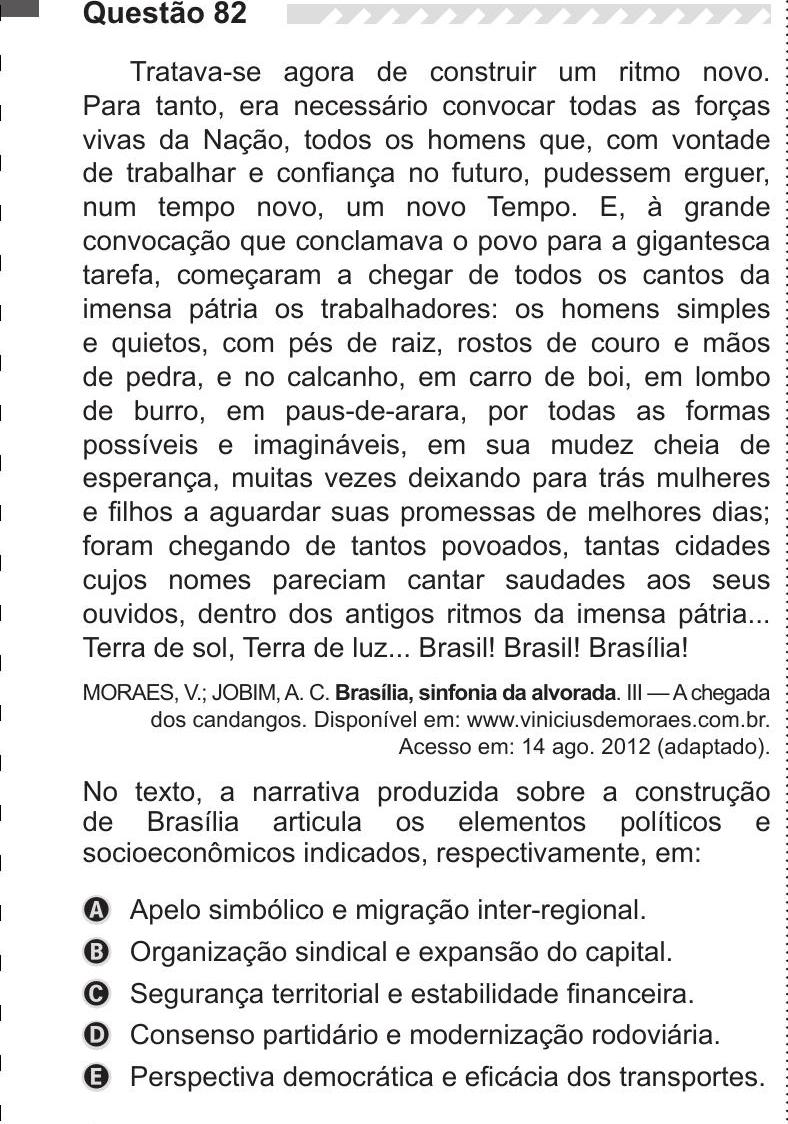 Questão 82
Tratava-se agora de construir um ritmo novo.
Para tanto, era necessário convocar todas as forças
vivas da Nação, todos os homens que, com vontade
de trabalhar e confiança no futuro, pudessem erguer,
num tempo novo, um novo Tempo. E, à grande
convocação que conclamava o povo para a gigantesca
tarefa, começaram a chegar de todos os cantos da
imensa pátria os trabalhadores: os homens simples
e quietos, com pés de raiz, rostos de couro e mãos
de pedra, e no calcanho, em carro de boi, em lombo
de burro, em paus-de-arara, por todas as formas
possíveis e imagináveis, em sua mudez cheia de
esperança, muitas vezes deixando para trás mulheres
e filhos a aguardar suas promessas de melhores dias;
foram chegando de tantos povoados, tantas cidades
cujos nomes pareciam cantar saudades aos seus
ouvidos, dentro dos antigos ritmos da imensa pátria...
Terra de sol, Terra de luz... Brasil! Brasil! Brasília!
MORAES, V.; JOBIM, A. C. Brasília, sinfonia da alvorada. III — A chegada
dos candangos. Disponível em: www.viniciusdemoraes.com.br.
Acesso em: 14 ago. 2012 (adaptado).
No texto, a narrativa produzida sobre a construção
de Brasília articula os elementos políticos e
socioeconômicos indicados, respectivamente, em:
A Apelo simbólico e migração inter-regional.
B Organização sindical e expansão do capital.
C Segurança territorial e estabilidade financeira.
D Consenso partidário e modernização rodoviária.
E Perspectiva democrática e eficácia dos transportes.